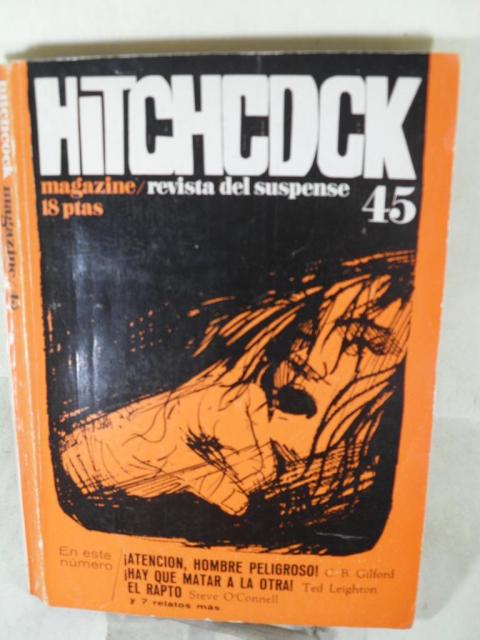 HiTCHCOCK
magazine/revista del suspense
18 ptas
45
hitchcock magazine/45
En este
número
¡ATENCION, HOMBRE PELIGROSO! C. B. Gilford
¡HAY QUE MATAR A LA OTRA! Ted Leighton
EL RAPTO Steve O'Connell
y 7 relatos más